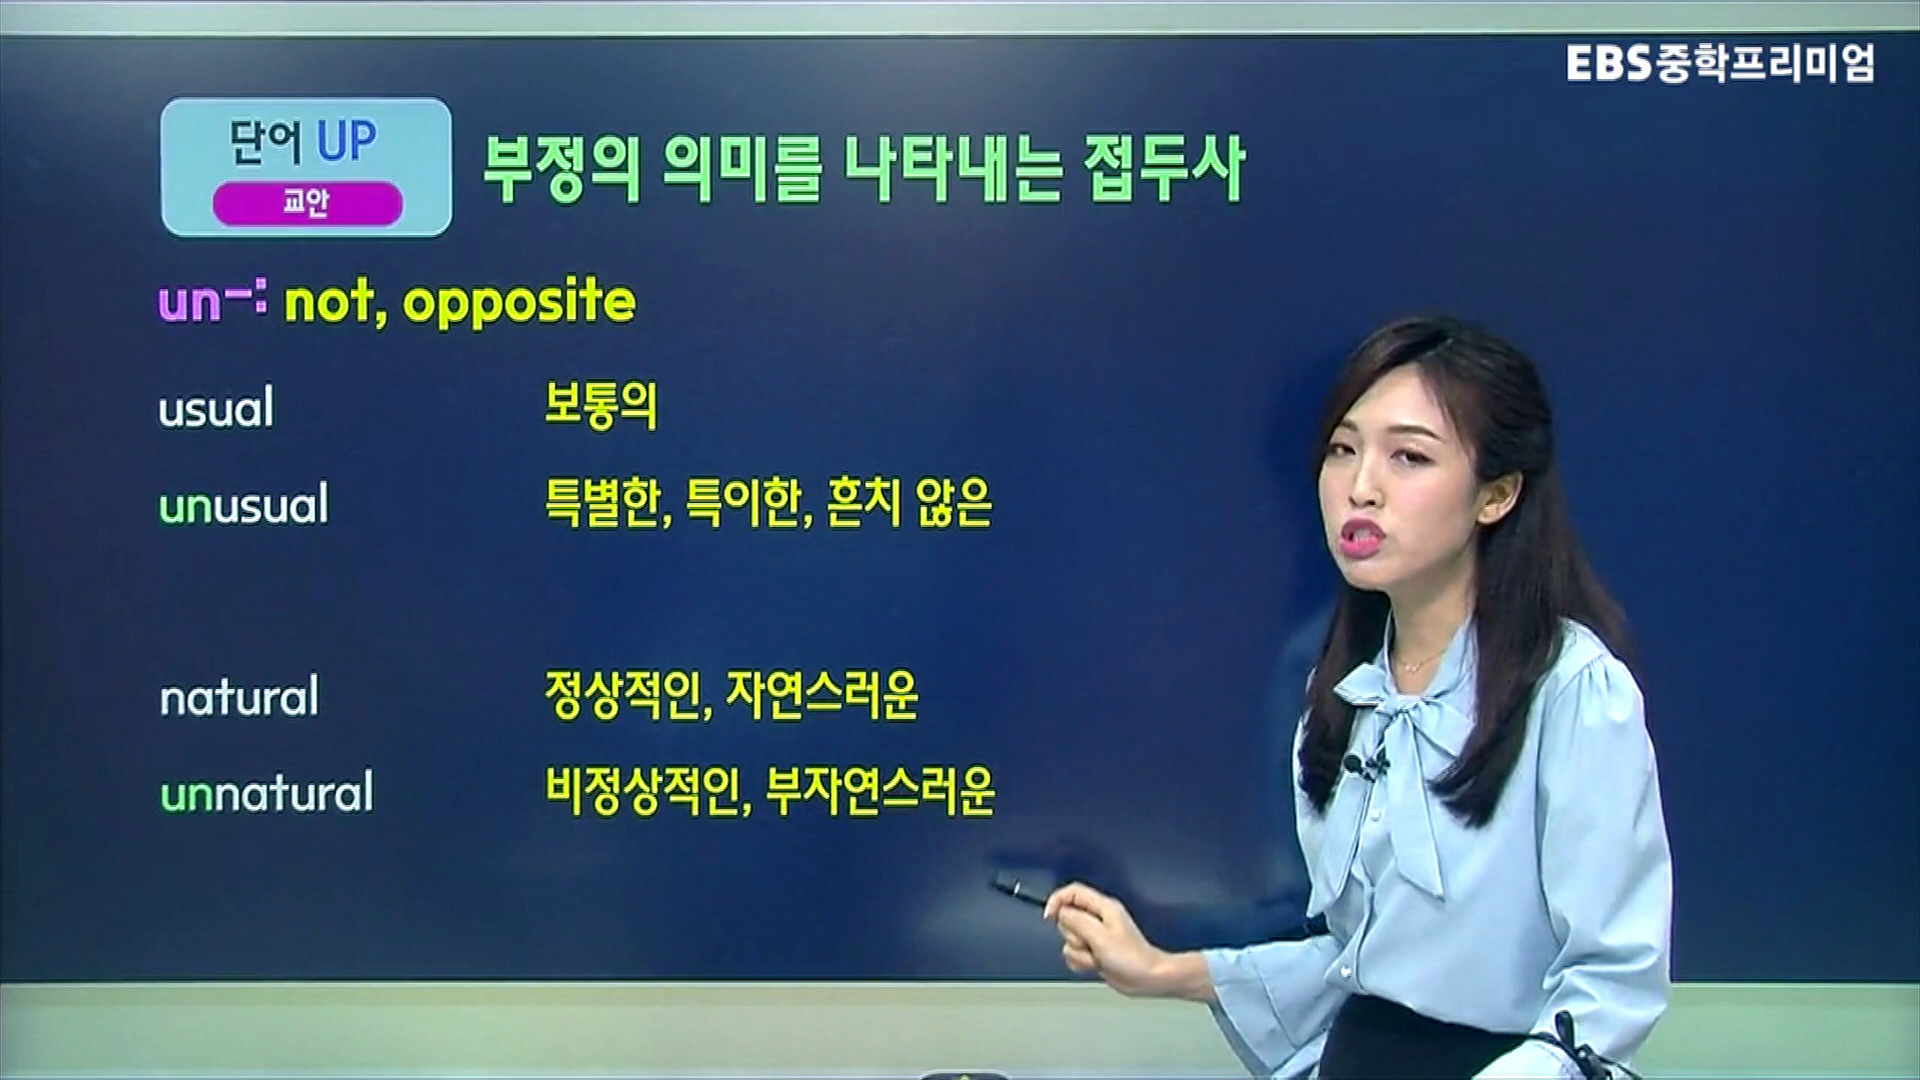 EBS중학프리미엄
단어 UP
교안
부정의 의미를 나타내는 접두사
un-: not, opposite
usual 보통의
unusual 특별한, 특이한, 흔치 않은
natural 정상적인, 자연스러운
unnatural 비정상적인, 부자연스러운